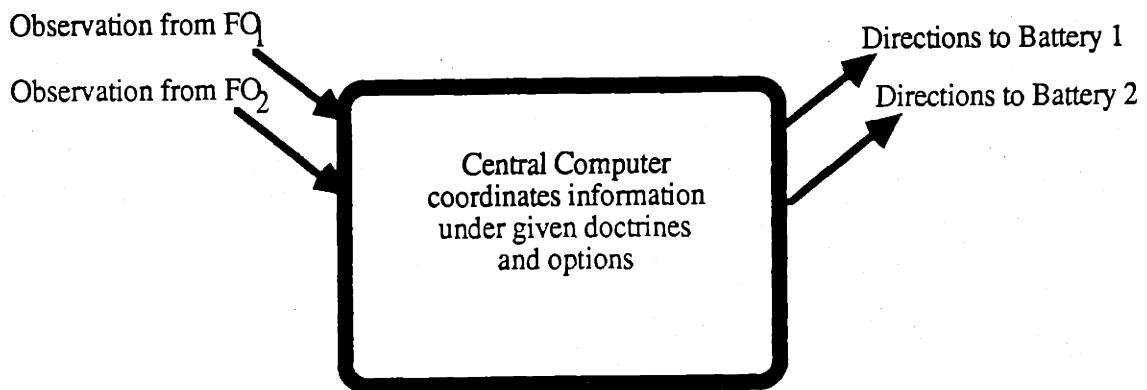 Observation from FO1
Observation from FO2
Directions to Battery 1
Directions to Battery 2
Central Computer
coordinates information
under given doctrines
and options